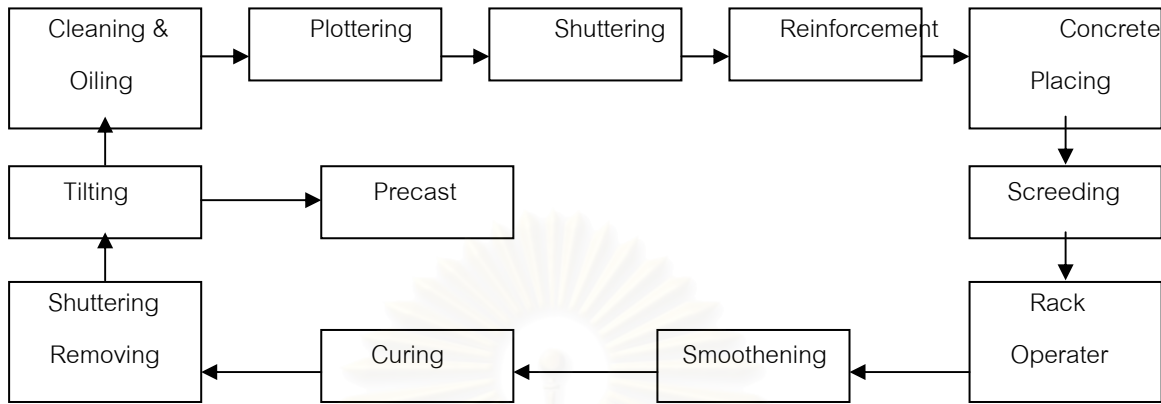 Cleaning &
Oiling
Plottering
Shuttering
Reinforcement
Concrete
Placing
Tilting
Precast
Screeding
Shuttering
Removing
Curing
Smoothening
Rack
Operater